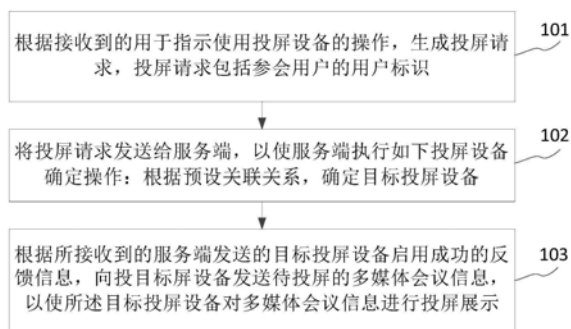 根据接收到的用于指示使用投屏设备的操作，生成投屏请
求，投屏请求包括参会用户的用户标识
101
将投屏请求发送给服务端，以使服务端执行如下投屏设备
确定操作：根据预设关联关系，确定目标投屏设备
102
根据所接收到的服务端发送的目标投屏设备启用成功的反
馈信息，向投目标屏设备发送待投屏的多媒体会议信息，
以使所述目标投屏设备对多媒体会议信息进行投屏展示
103